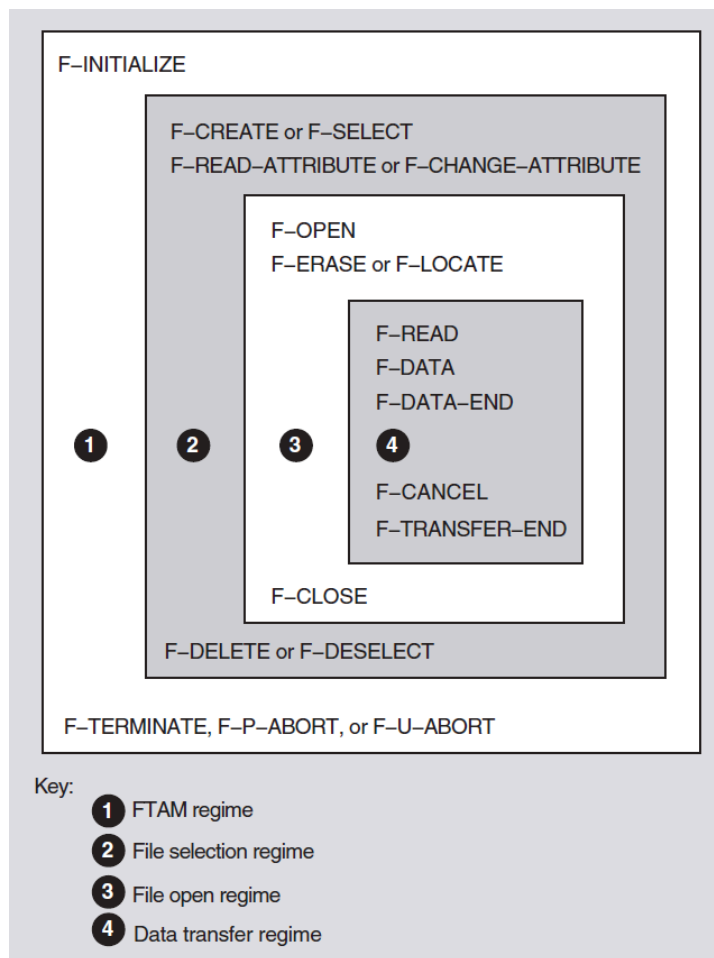 F–INITIALIZE
F–CREATE or F–SELECT
F–READ–ATTRIBUTE or F–CHANGE–ATTRIBUTE
F–OPEN
F–ERASE or F–LOCATE
F–READ
F–DATA
F–DATA–END
1 2 3 4
F–CANCEL
F–TRANSFER–END
F–CLOSE
F–DELETE or F–DESELECT
F–TERMINATE, F–P–ABORT, or F–U–ABORT
Key:
1 FTAM regime
2 File selection regime
3 File open regime
4 Data transfer regime